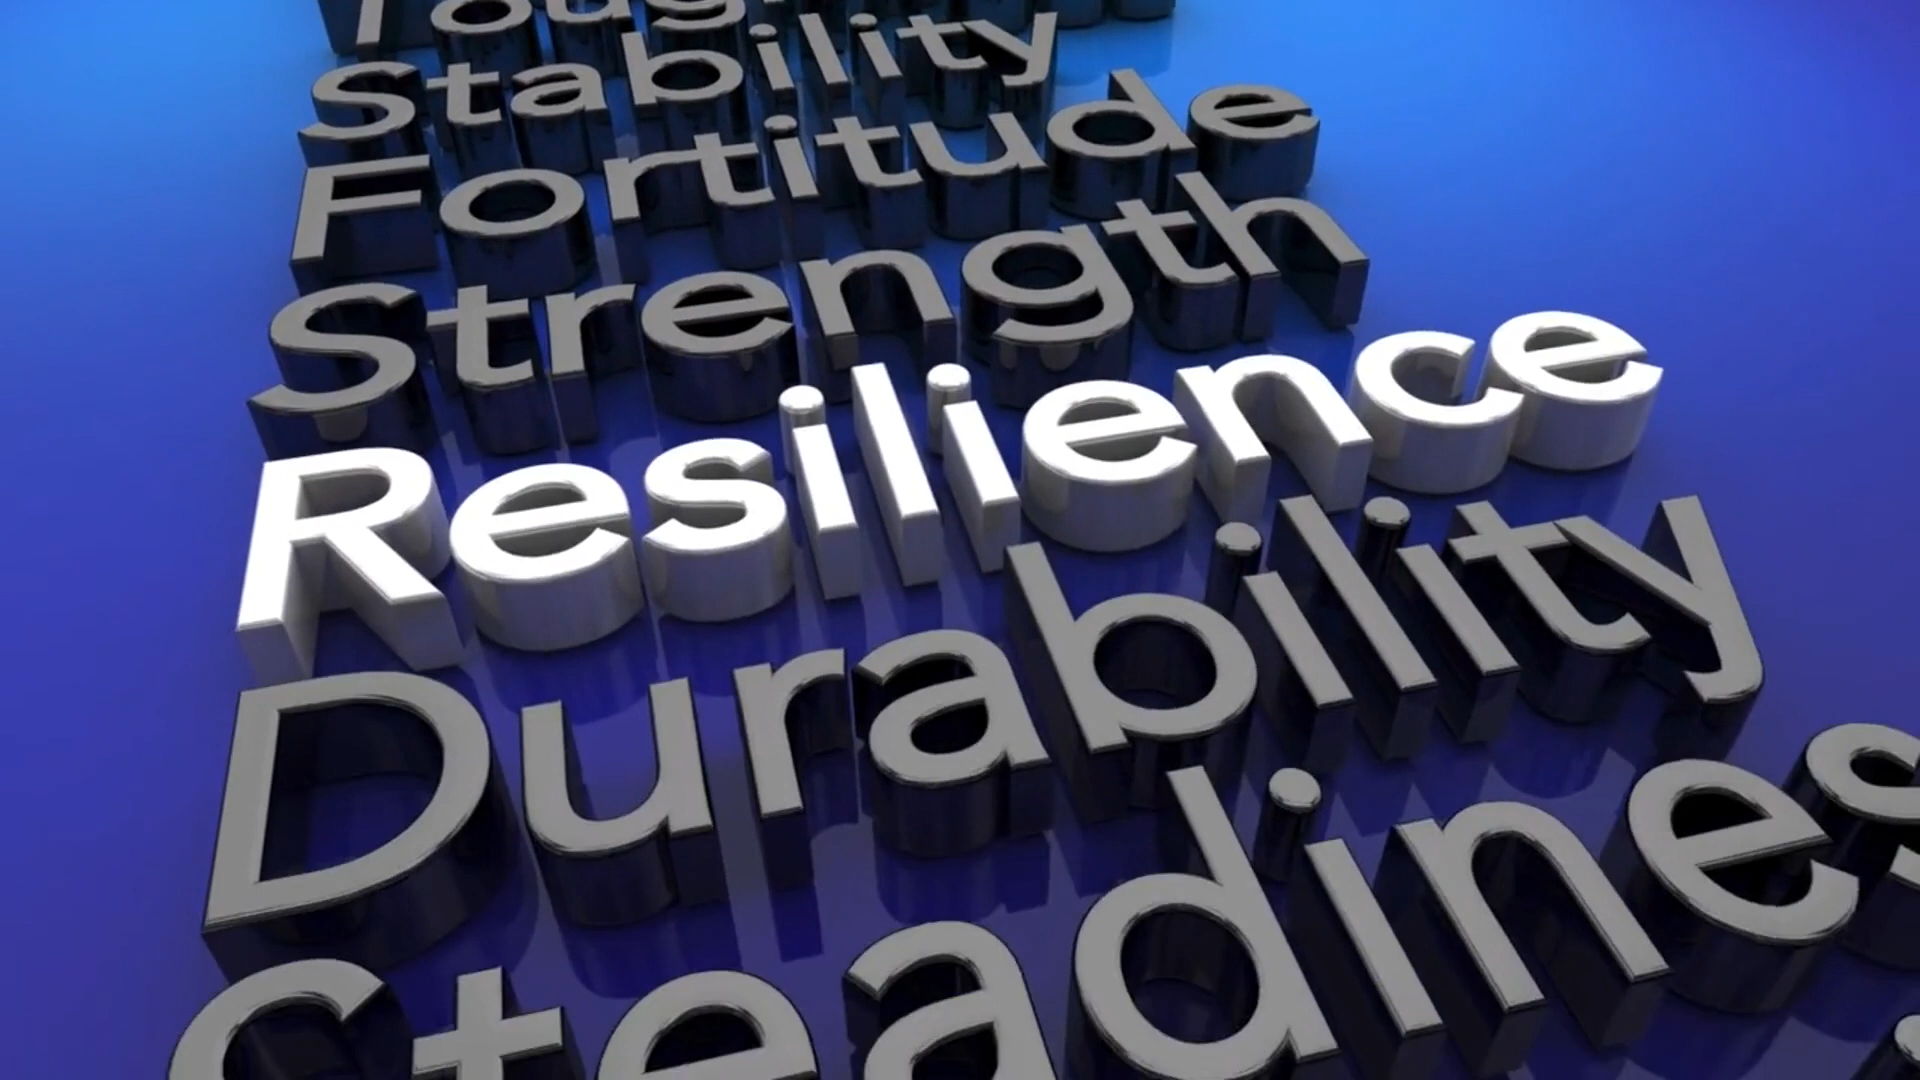 Stability
Fortitude
Strength
Resilience
Durability